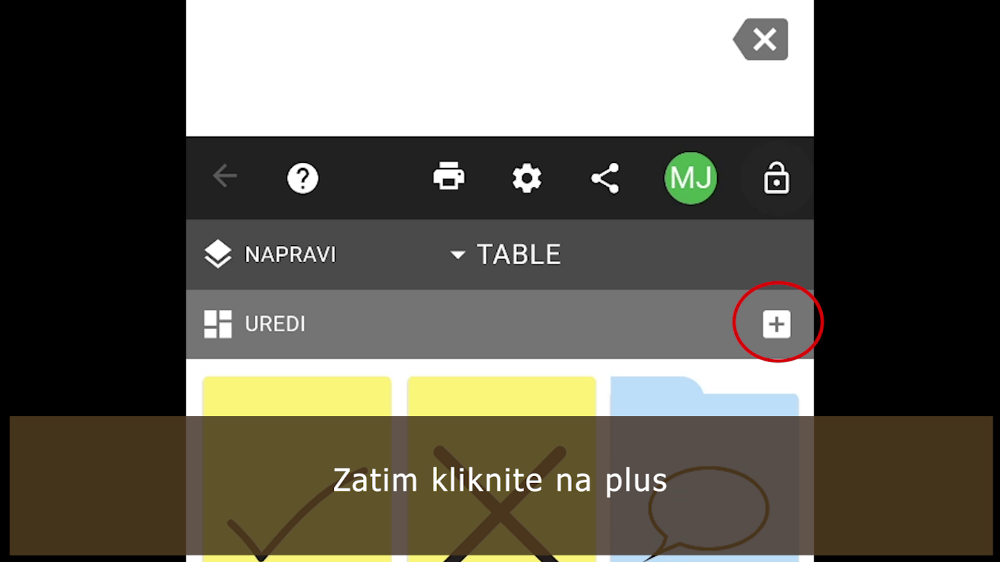 MJ
NAPRAVI
TABLE
UREDI
Zatim kliknite na plus